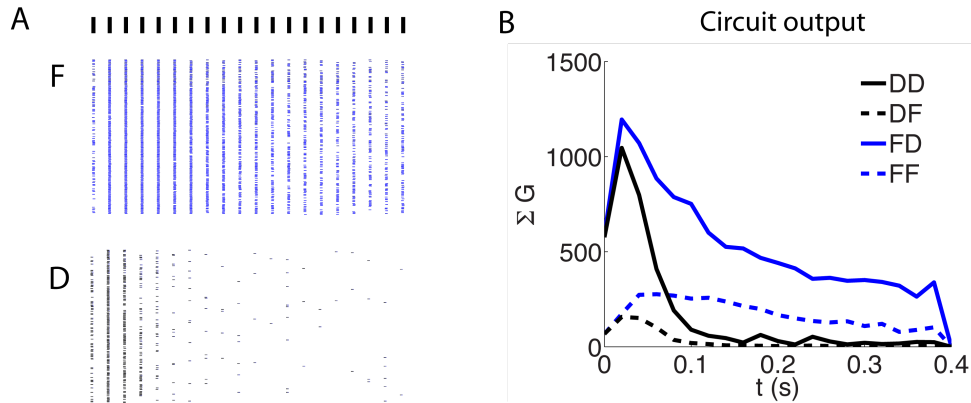 A
F
D
B
Circuit output
1500
1000
500
0
Σ G
DD
DF
FD
FF
0 0.1 0.2 0.3 0.4
t (s)